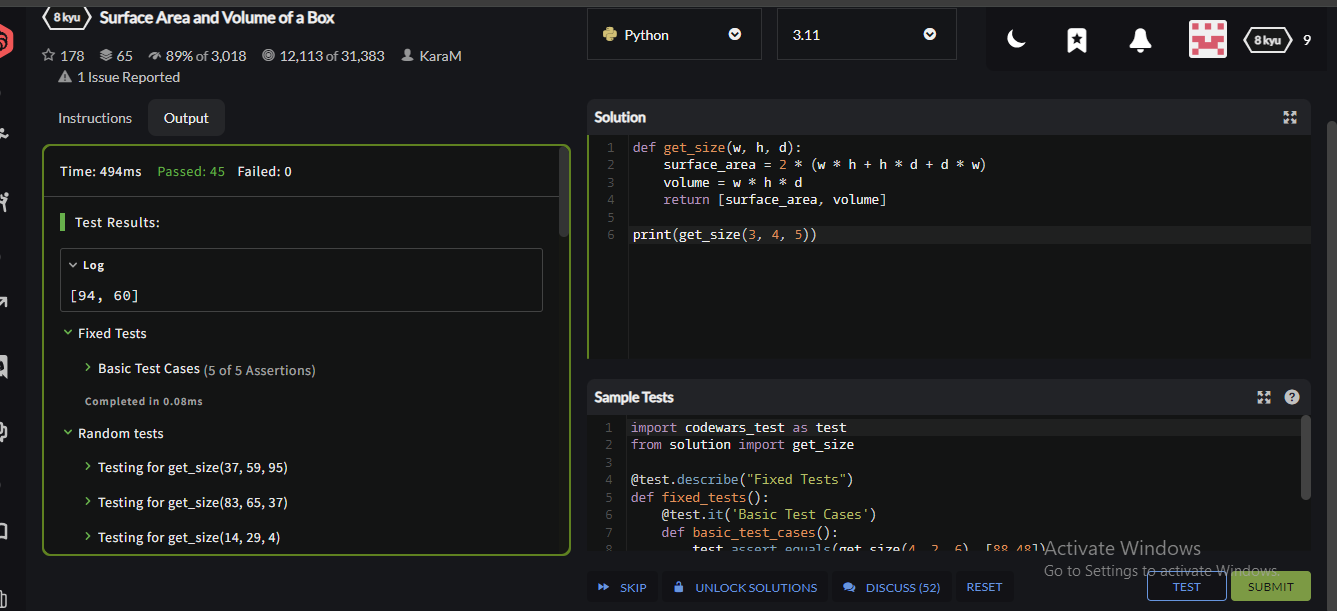 8 kyu Surface Area and Volume of a Box
178 65 89% of 3,018 12,113 of 31,383 KaraM
1 Issue Reported
Python
3.11
8 kyu 9
Instructions Output
Time: 494ms Passed: 45 Failed: 0
Test Results:
Log
[94, 60]
Fixed Tests
Basic Test Cases (5 of 5 Assertions)
Completed in 0.08ms
Random tests
Testing for get_size(37, 59, 95)
Testing for get_size(83, 65, 37)
Testing for get_size(14, 29, 4)
Solution
1 def get_size(w, h, d):
2 surface_area = 2 * (w * h + h * d + d * w)
3 volume = w * h * d
4 return [surface_area, volume]
5
6 print(get_size(3, 4, 5))
Sample Tests
1 import codewars_test as test
2 from solution import get_size
3
4 @test.describe("Fixed Tests")
5 def fixed_tests():
6 @test.it('Basic Test Cases')
7 def basic_test_cases():
8 test.assert_equals(get_size(4, 2, 6), [88,48])
Activate Windows
Go to Settings to activate Windows.
SKIP UNLOCK SOLUTIONS DISCUSS (52) RESET TEST SUBMIT